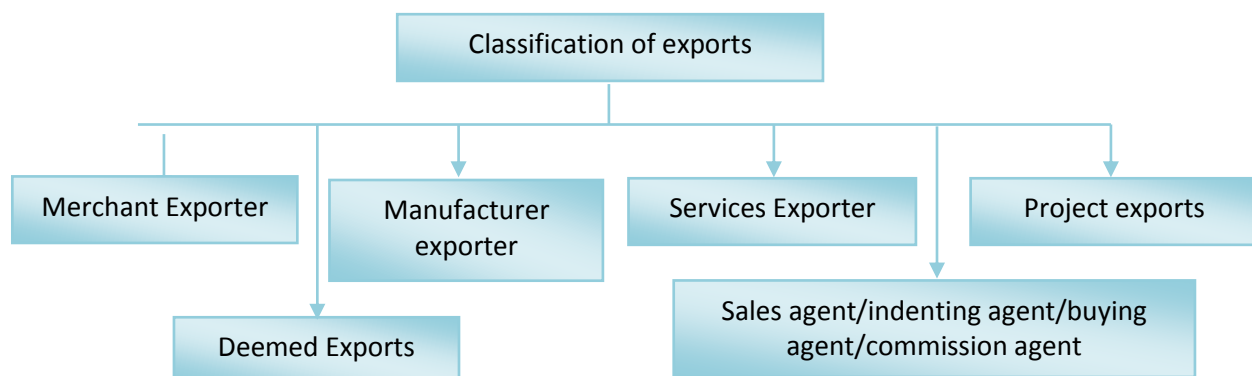 Classification of exports
Merchant Exporter
Manufacturer
exporter
Services Exporter
Project exports
Deemed Exports
Sales agent/indenting agent/buying
agent/commission agent